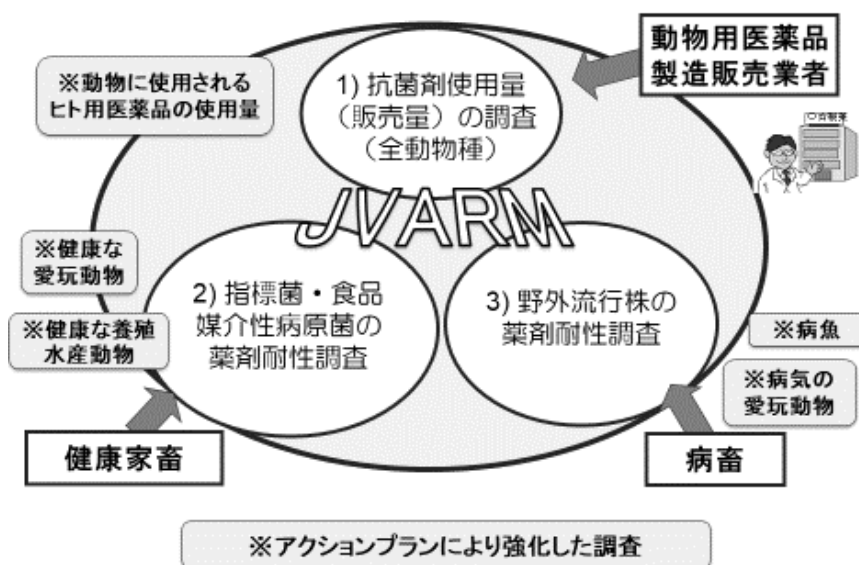 動物用医薬品
製造販売業者
※動物に使用される
ヒト用医薬品の使用量
1) 抗菌剤使用量
（販売量）の調査
（全動物種）
JVARM
※健康な
愛玩動物
※健康な養殖
水産動物
2) 指標菌・食品
媒介性病原菌の
薬剤耐性調査
3) 野外流行株の
薬剤耐性調査
※病魚
※病気の
愛玩動物
健康家畜
病畜
※アクションプランにより強化した調査